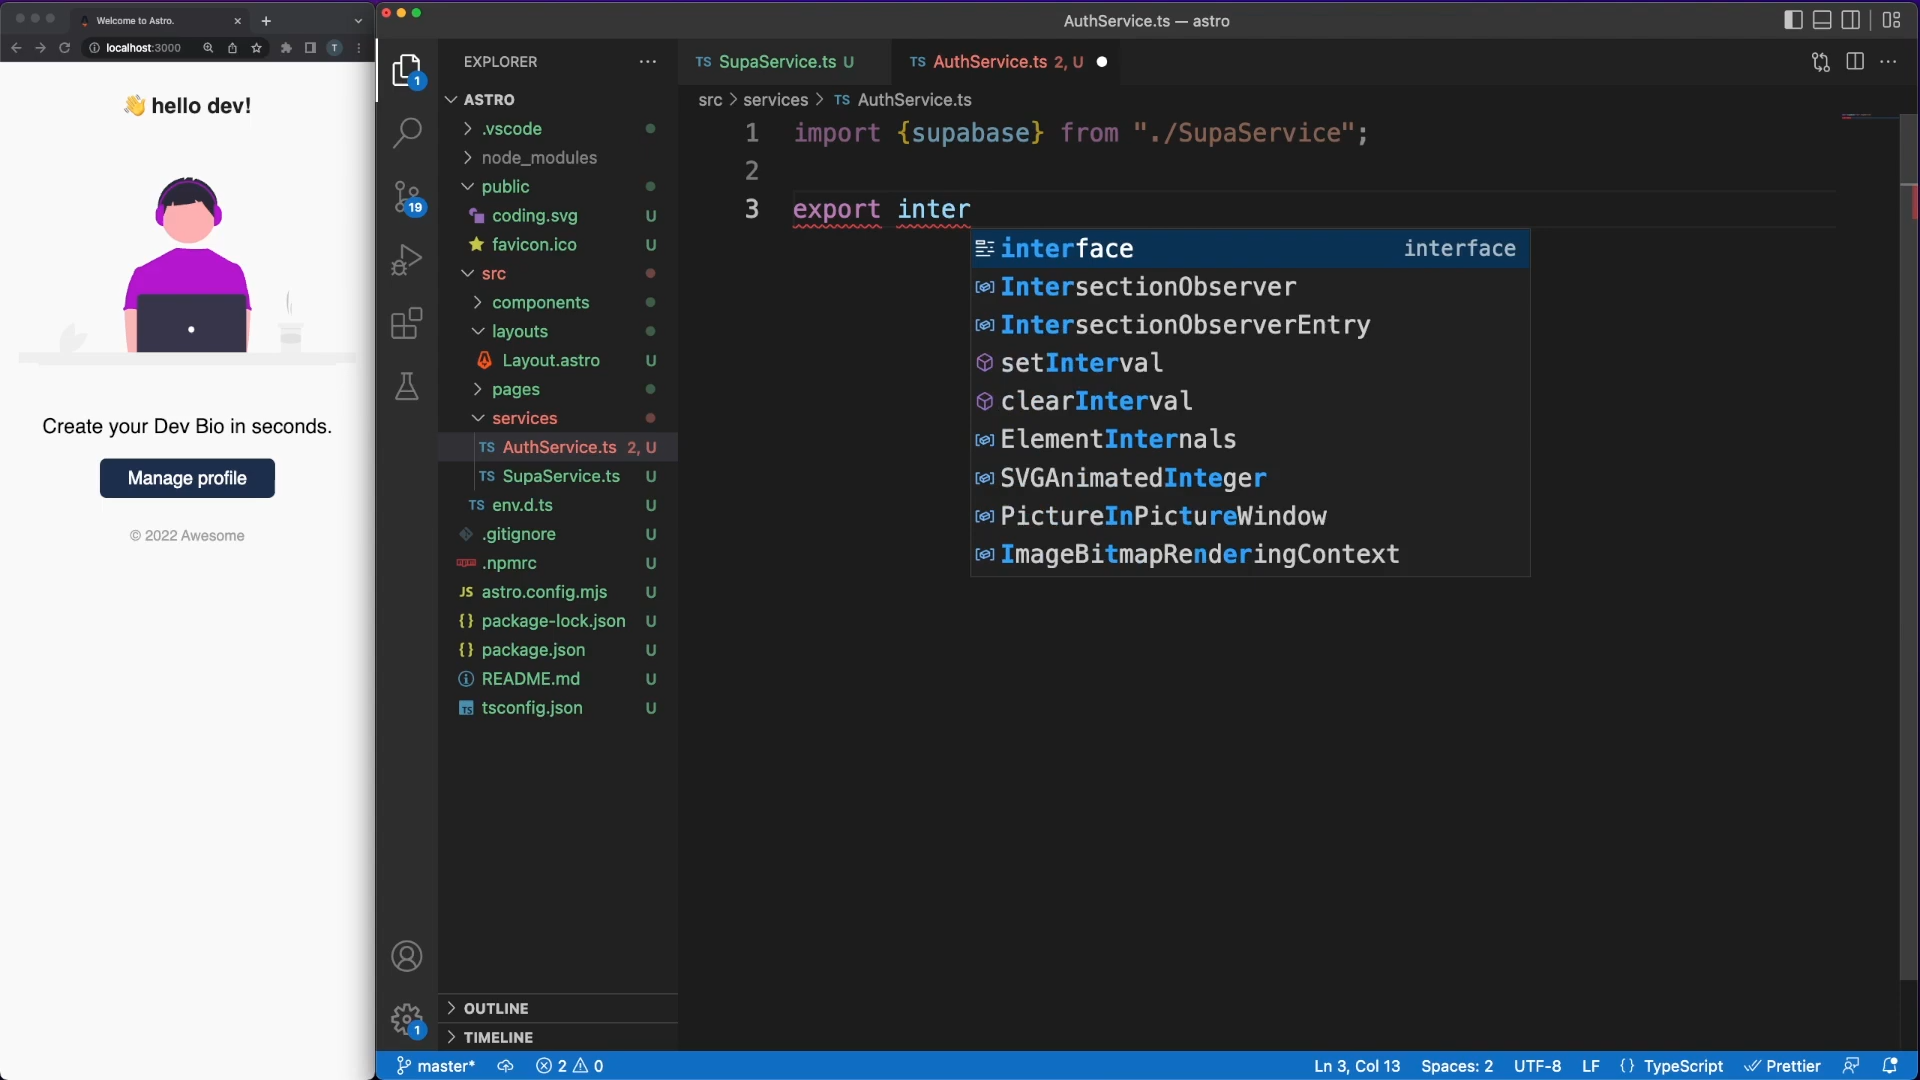 Welcome to Astro.
localhost:3000
T
👋 hello dev!
Create your Dev Bio in seconds.
Manage profile
© 2022 Awesome
AuthService.ts — astro
1
19
1
EXPLORER
ASTRO
.vscode
node_modules
public
coding.svg U
favicon.ico U
src
components
layouts
Layout.astro U
pages
services
TS AuthService.ts 2, U
TS SupaService.ts U
TS env.d.ts U
.gitignore U
.npmrc U
JS astro.config.mjs U
{} package-lock.json U
{} package.json U
README.md U
TS tsconfig.json U
OUTLINE
TIMELINE
TS SupaService.ts U
TS AuthService.ts 2, U
src > services > TS AuthService.ts
1 import {supabase} from "./SupaService";
2
3 export inter
interface interface
IntersectionObserver
IntersectionObserverEntry
setInterval
clearInterval
ElementInternals
SVGAnimatedInteger
PictureInPictureWindow
ImageBitmapRenderingContext
master* 2 0 Ln 3, Col 13 Spaces: 2 UTF-8 LF {} TypeScript Prettier